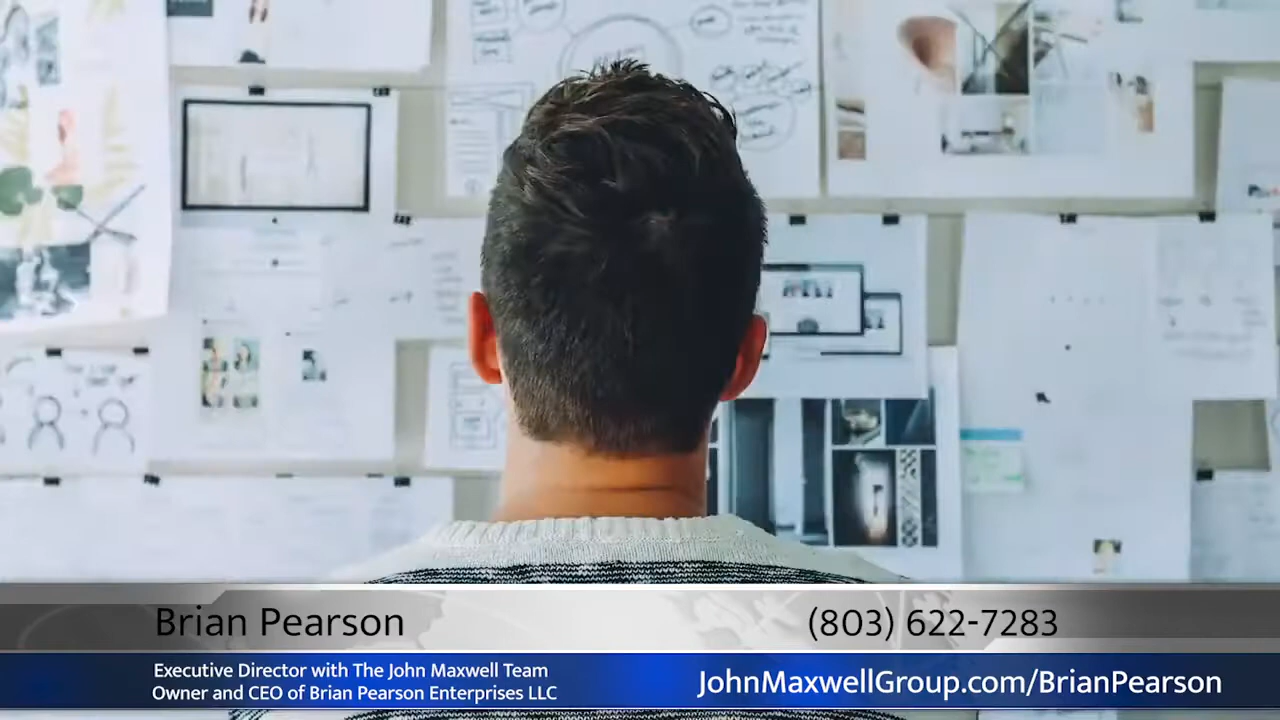 Brian Pearson
(803) 622-7283
Executive Director with The John Maxwell Team
Owner and CEO of Brian Pearson Enterprises LLC
JohnMaxwellGroup.com/BrianPearson